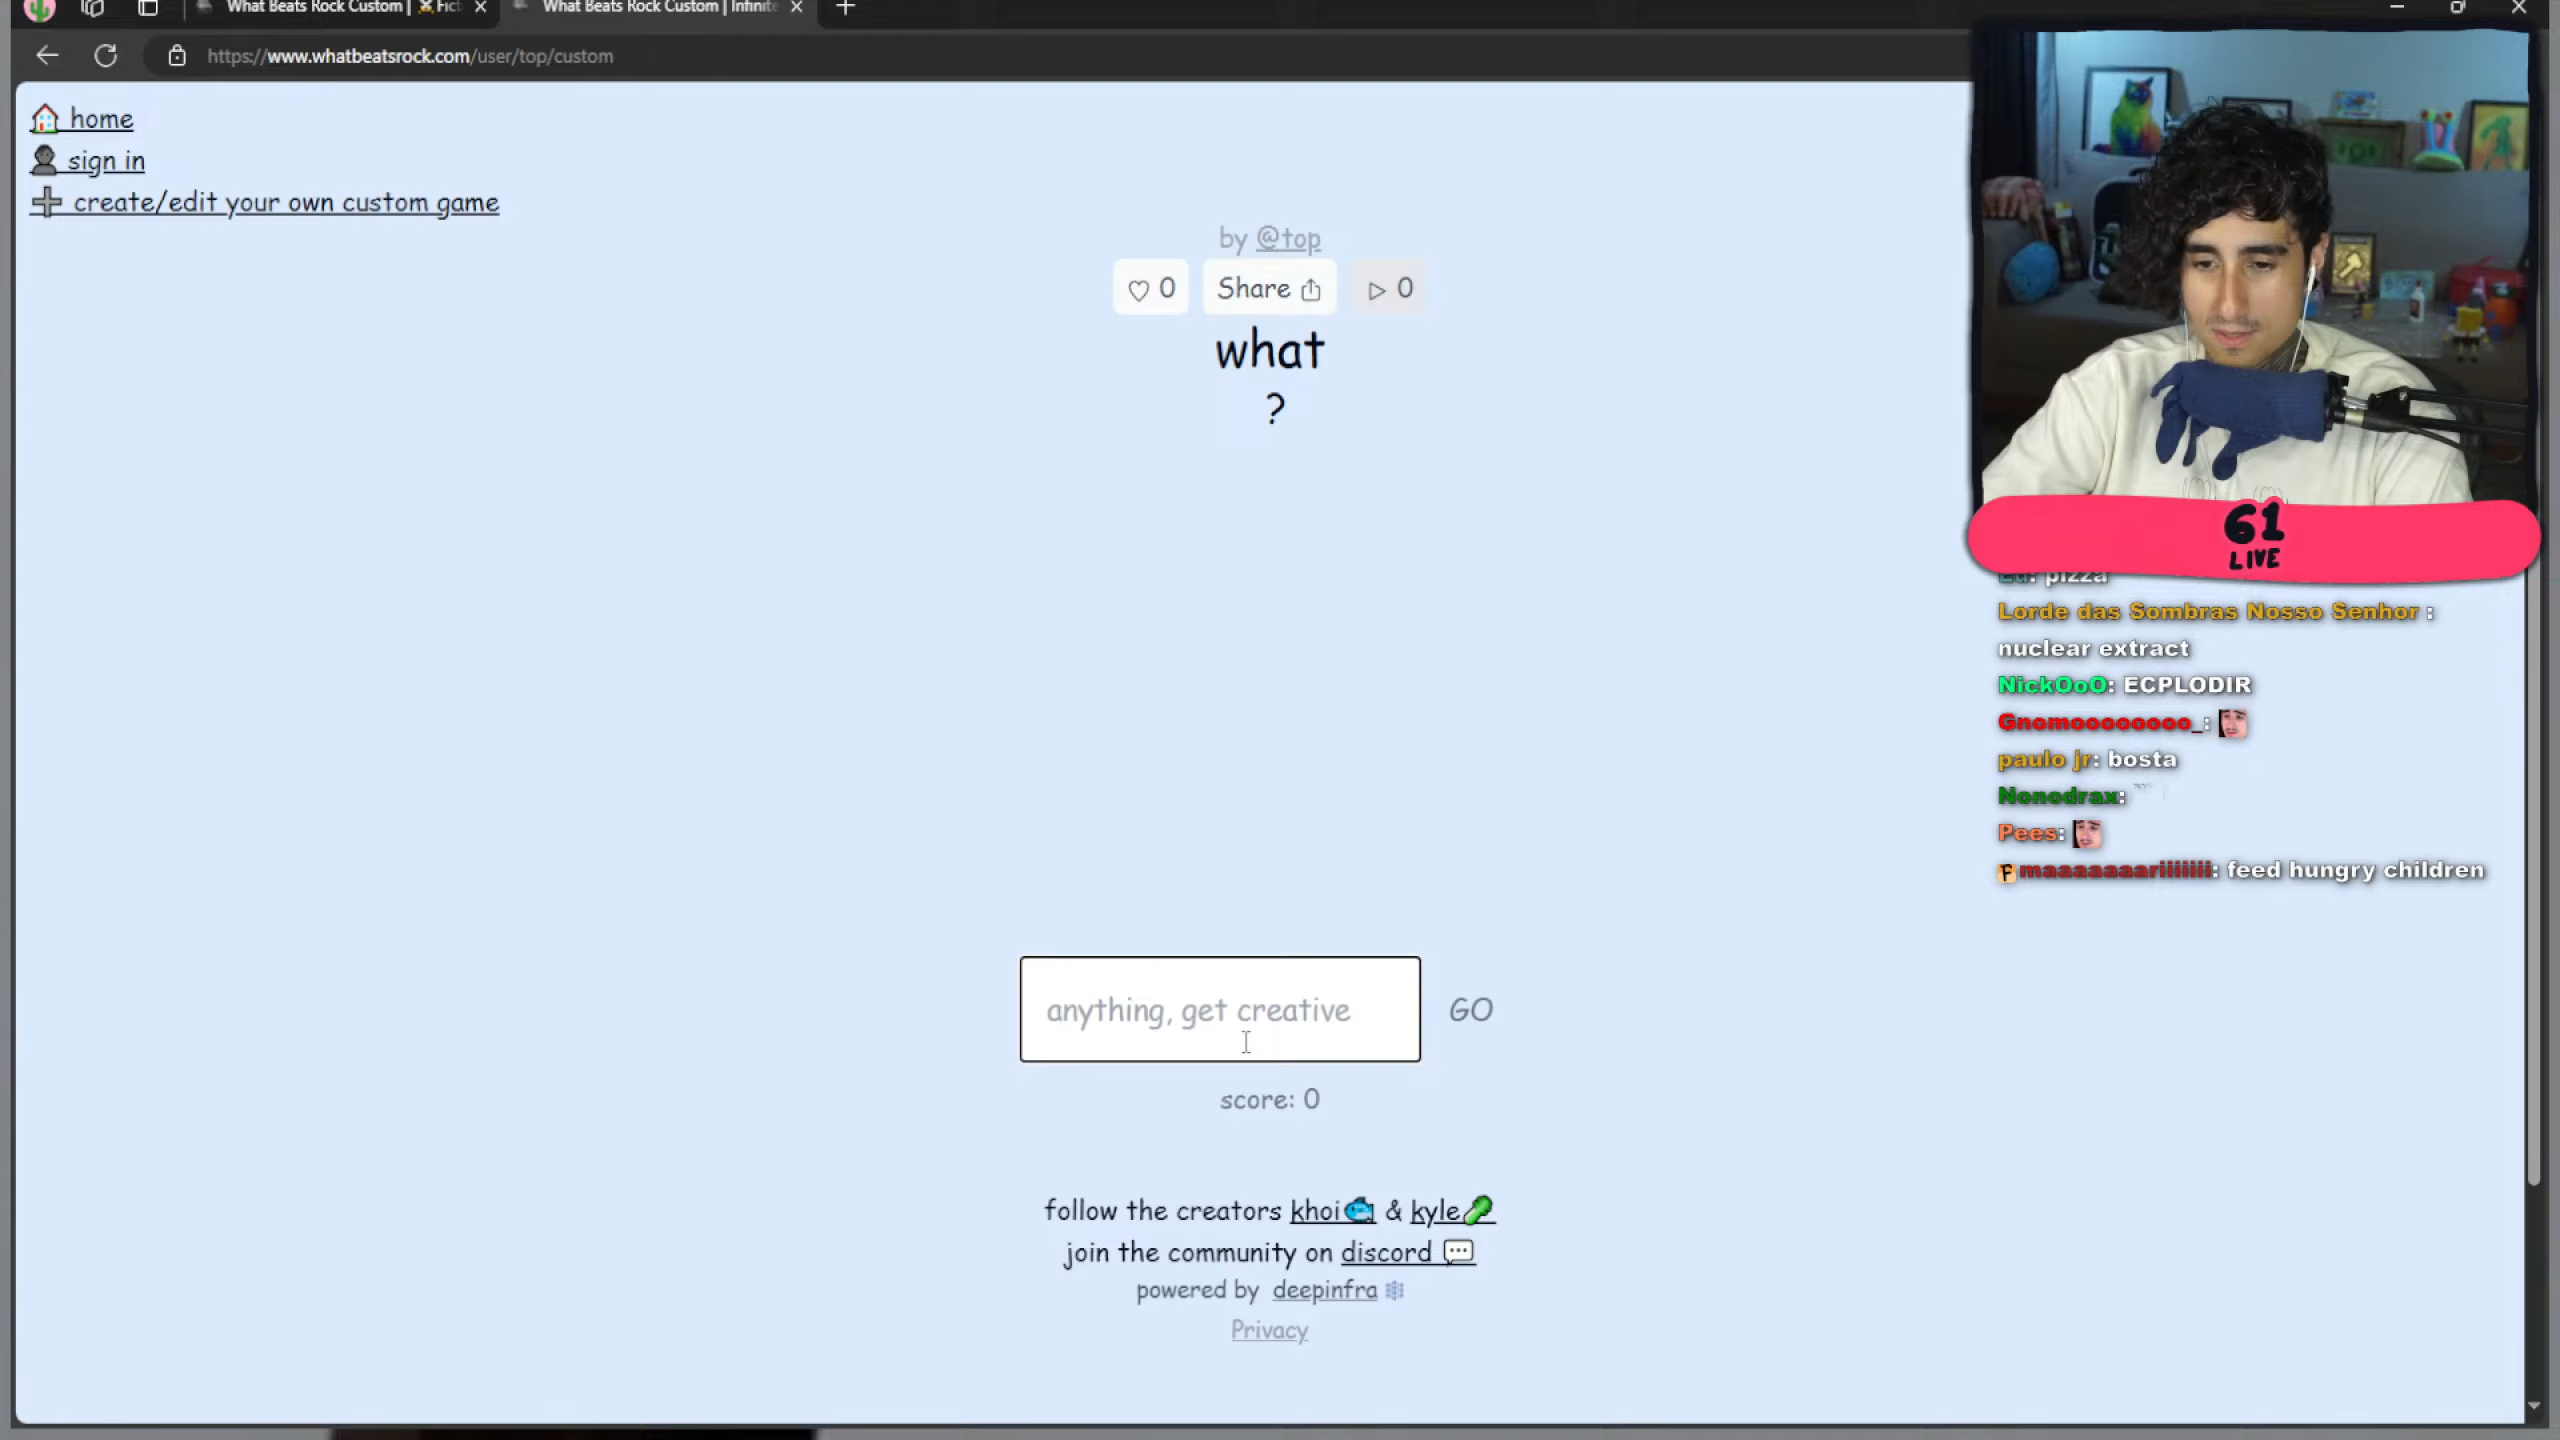 What Beats Rock Custom | ⚔Fict
What Beats Rock Custom | Infinite
https://www.whatbeatsrock.com/user/top/custom
home
sign in
create/edit your own custom game
by @top
0
Share
0
what
?
61
LIVE
Ed: pizza
Lorde das Sombras Nosso Senhor :
nuclear extract
NickOoO: ECPLODIR
Gnomoooooooo_:
paulo jr: bosta
Nonodrax:
Pees:
maaaaaaariiiiiii: feed hungry children
anything, get creative
GO
score: 0
follow the creators khoi & kyle
join the community on discord
powered by deepinfra
Privacy